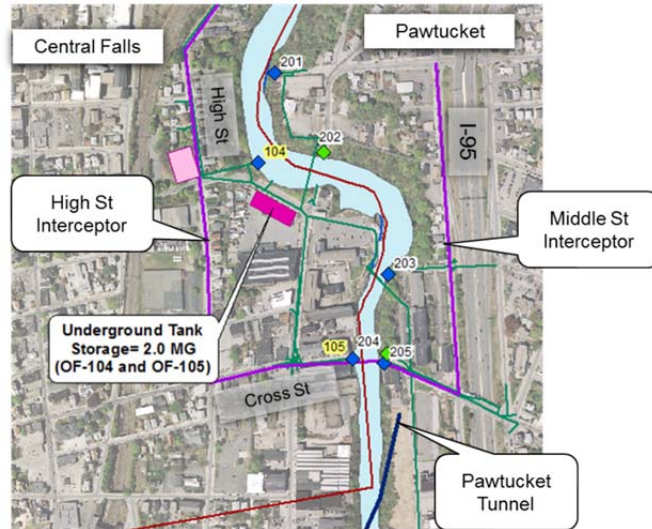 Central Falls
Pawtucket
201
High St
I-95
202
104
High St
Interceptor
Middle St
Interceptor
203
Underground Tank
Storage= 2.0 MG
(OF-104 and OF-105)
105
204
205
Cross St
Pawtucket
Tunnel